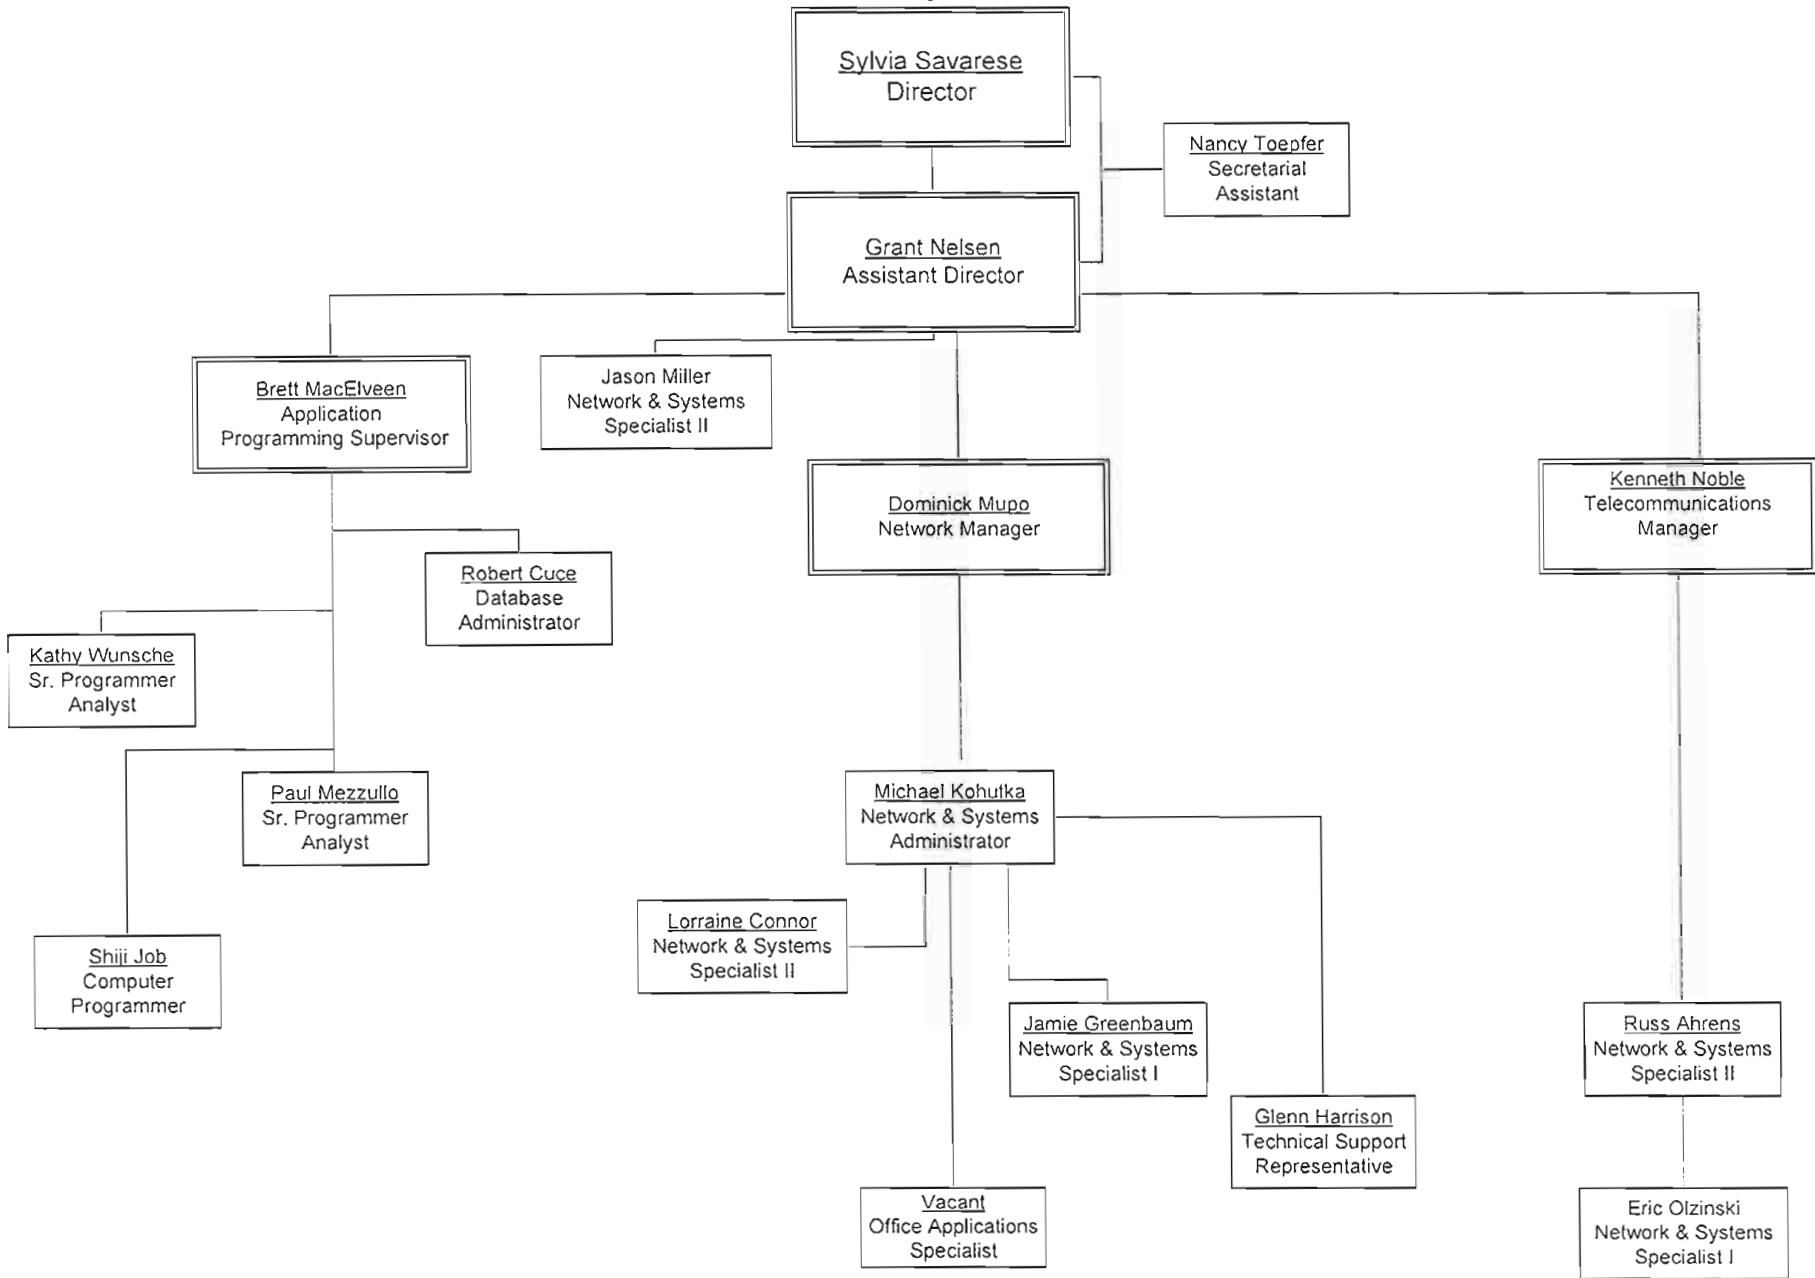 Sylvia Savarese
Director
Nancy Toepfer
Secretarial
Assistant
Grant Nelsen
Assistant Director
Brett MacElveen
Application
Programming Supervisor
Jason Miller
Network & Systems
Specialist II
Dominick Mupo
Network Manager
Kenneth Noble
Telecommunications
Manager
Robert Cuce
Database
Administrator
Kathy Wunsche
Sr. Programmer
Analyst
Paul Mezzullo
Sr. Programmer
Analyst
Michael Kohutka
Network & Systems
Administrator
Lorraine Connor
Network & Systems
Specialist II
Shiji Job
Computer
Programmer
Jamie Greenbaum
Network & Systems
Specialist I
Russ Ahrens
Network & Systems
Specialist II
Glenn Harrison
Technical Support
Representative
Vacant
Office Applications
Specialist
Eric Olzinski
Network & Systems
Specialist I